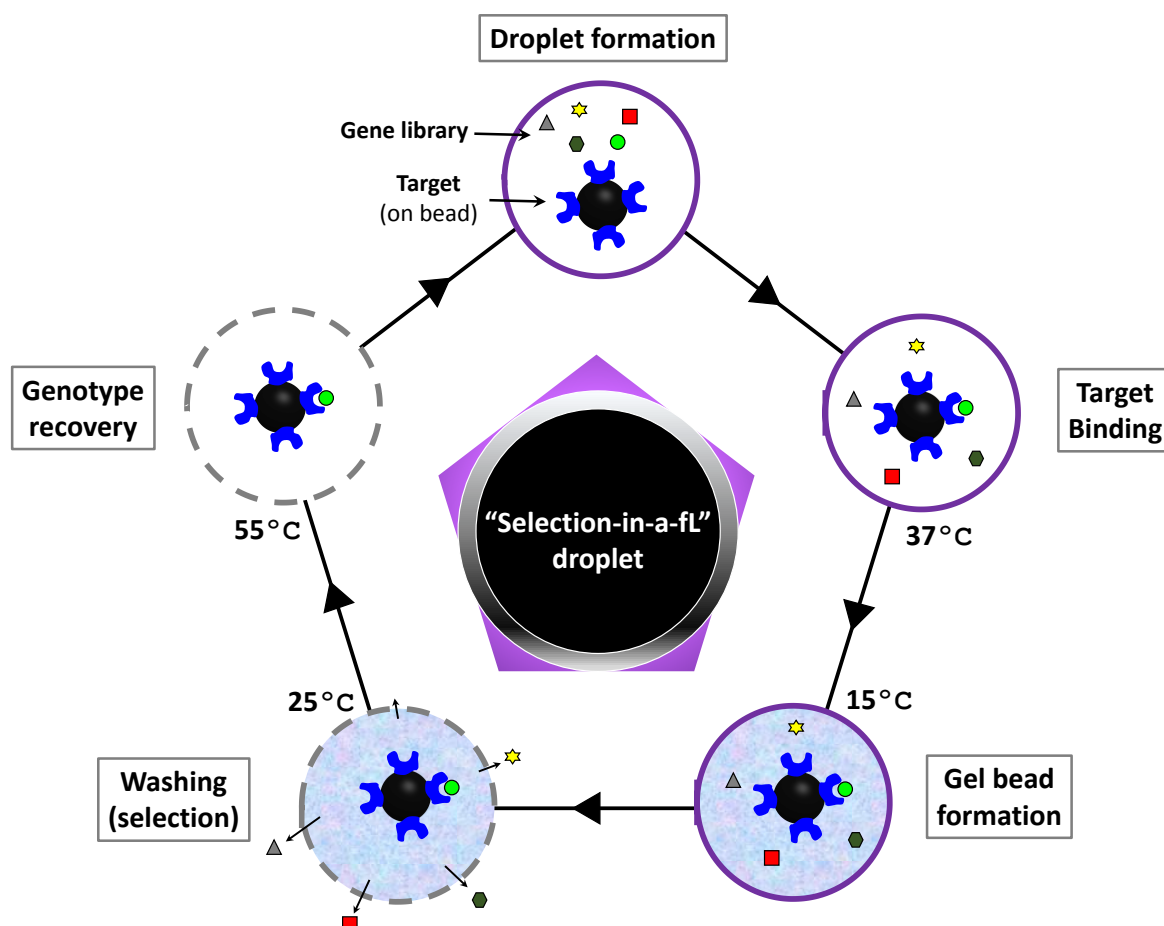 Droplet formation
Gene library
Target
(on bead)
Target
Binding
37°C
15°C
Gel bead
formation
25°C
Washing
(selection)
55°C
Genotype
recovery
“Selection-in-a-fL”
droplet